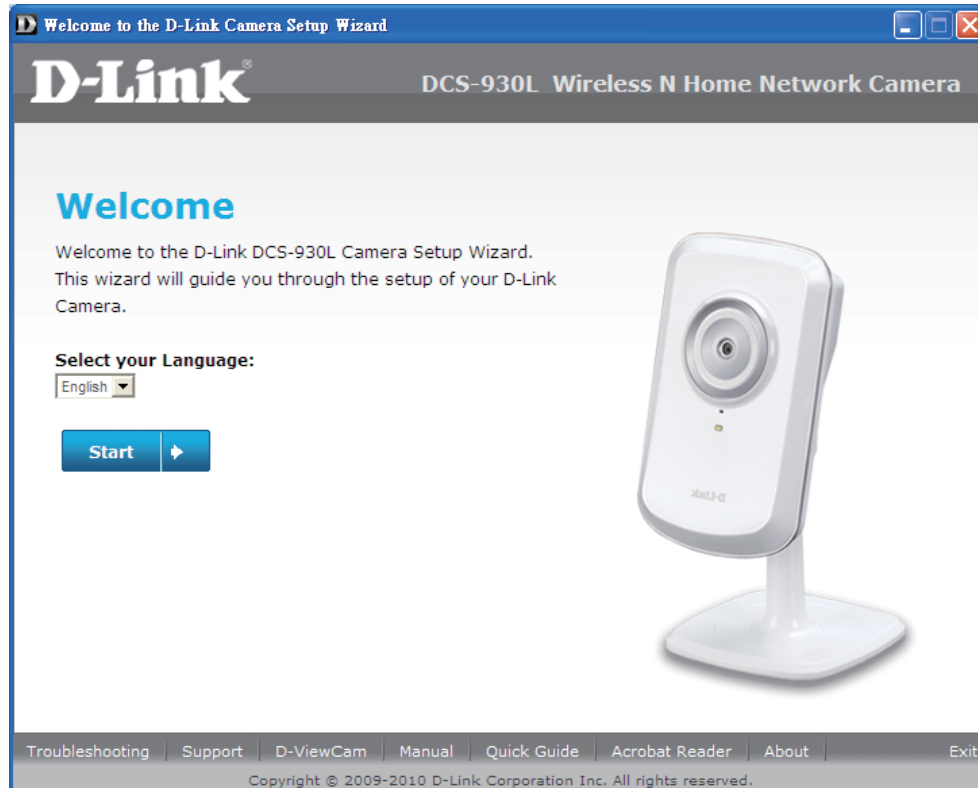 Welcome to the D-Link Camera Setup Wizard
D-Link®
DCS-930L Wireless N Home Network Camera
Welcome
Welcome to the D-Link DCS-930L Camera Setup Wizard.
This wizard will guide you through the setup of your D-Link
Camera.
Select your Language:
English
Start
D-Link
Troubleshooting Support D-ViewCam Manual Quick Guide Acrobat Reader About Exit
Copyright © 2009-2010 D-Link Corporation Inc. All rights reserved.